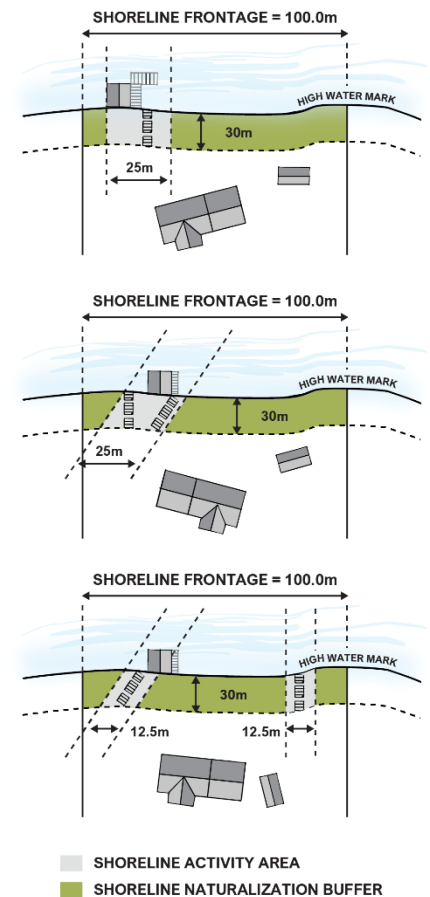 SHORELINE FRONTAGE = 100.0m
HIGH WATER MARK
30m
25m
SHORELINE FRONTAGE = 100.0m
HIGH WATER MARK
30m
25m
SHORELINE FRONTAGE = 100.0m
HIGH WATER MARK
30m
12.5m
12.5m
SHORELINE ACTIVITY AREA
SHORELINE NATURALIZATION BUFFER